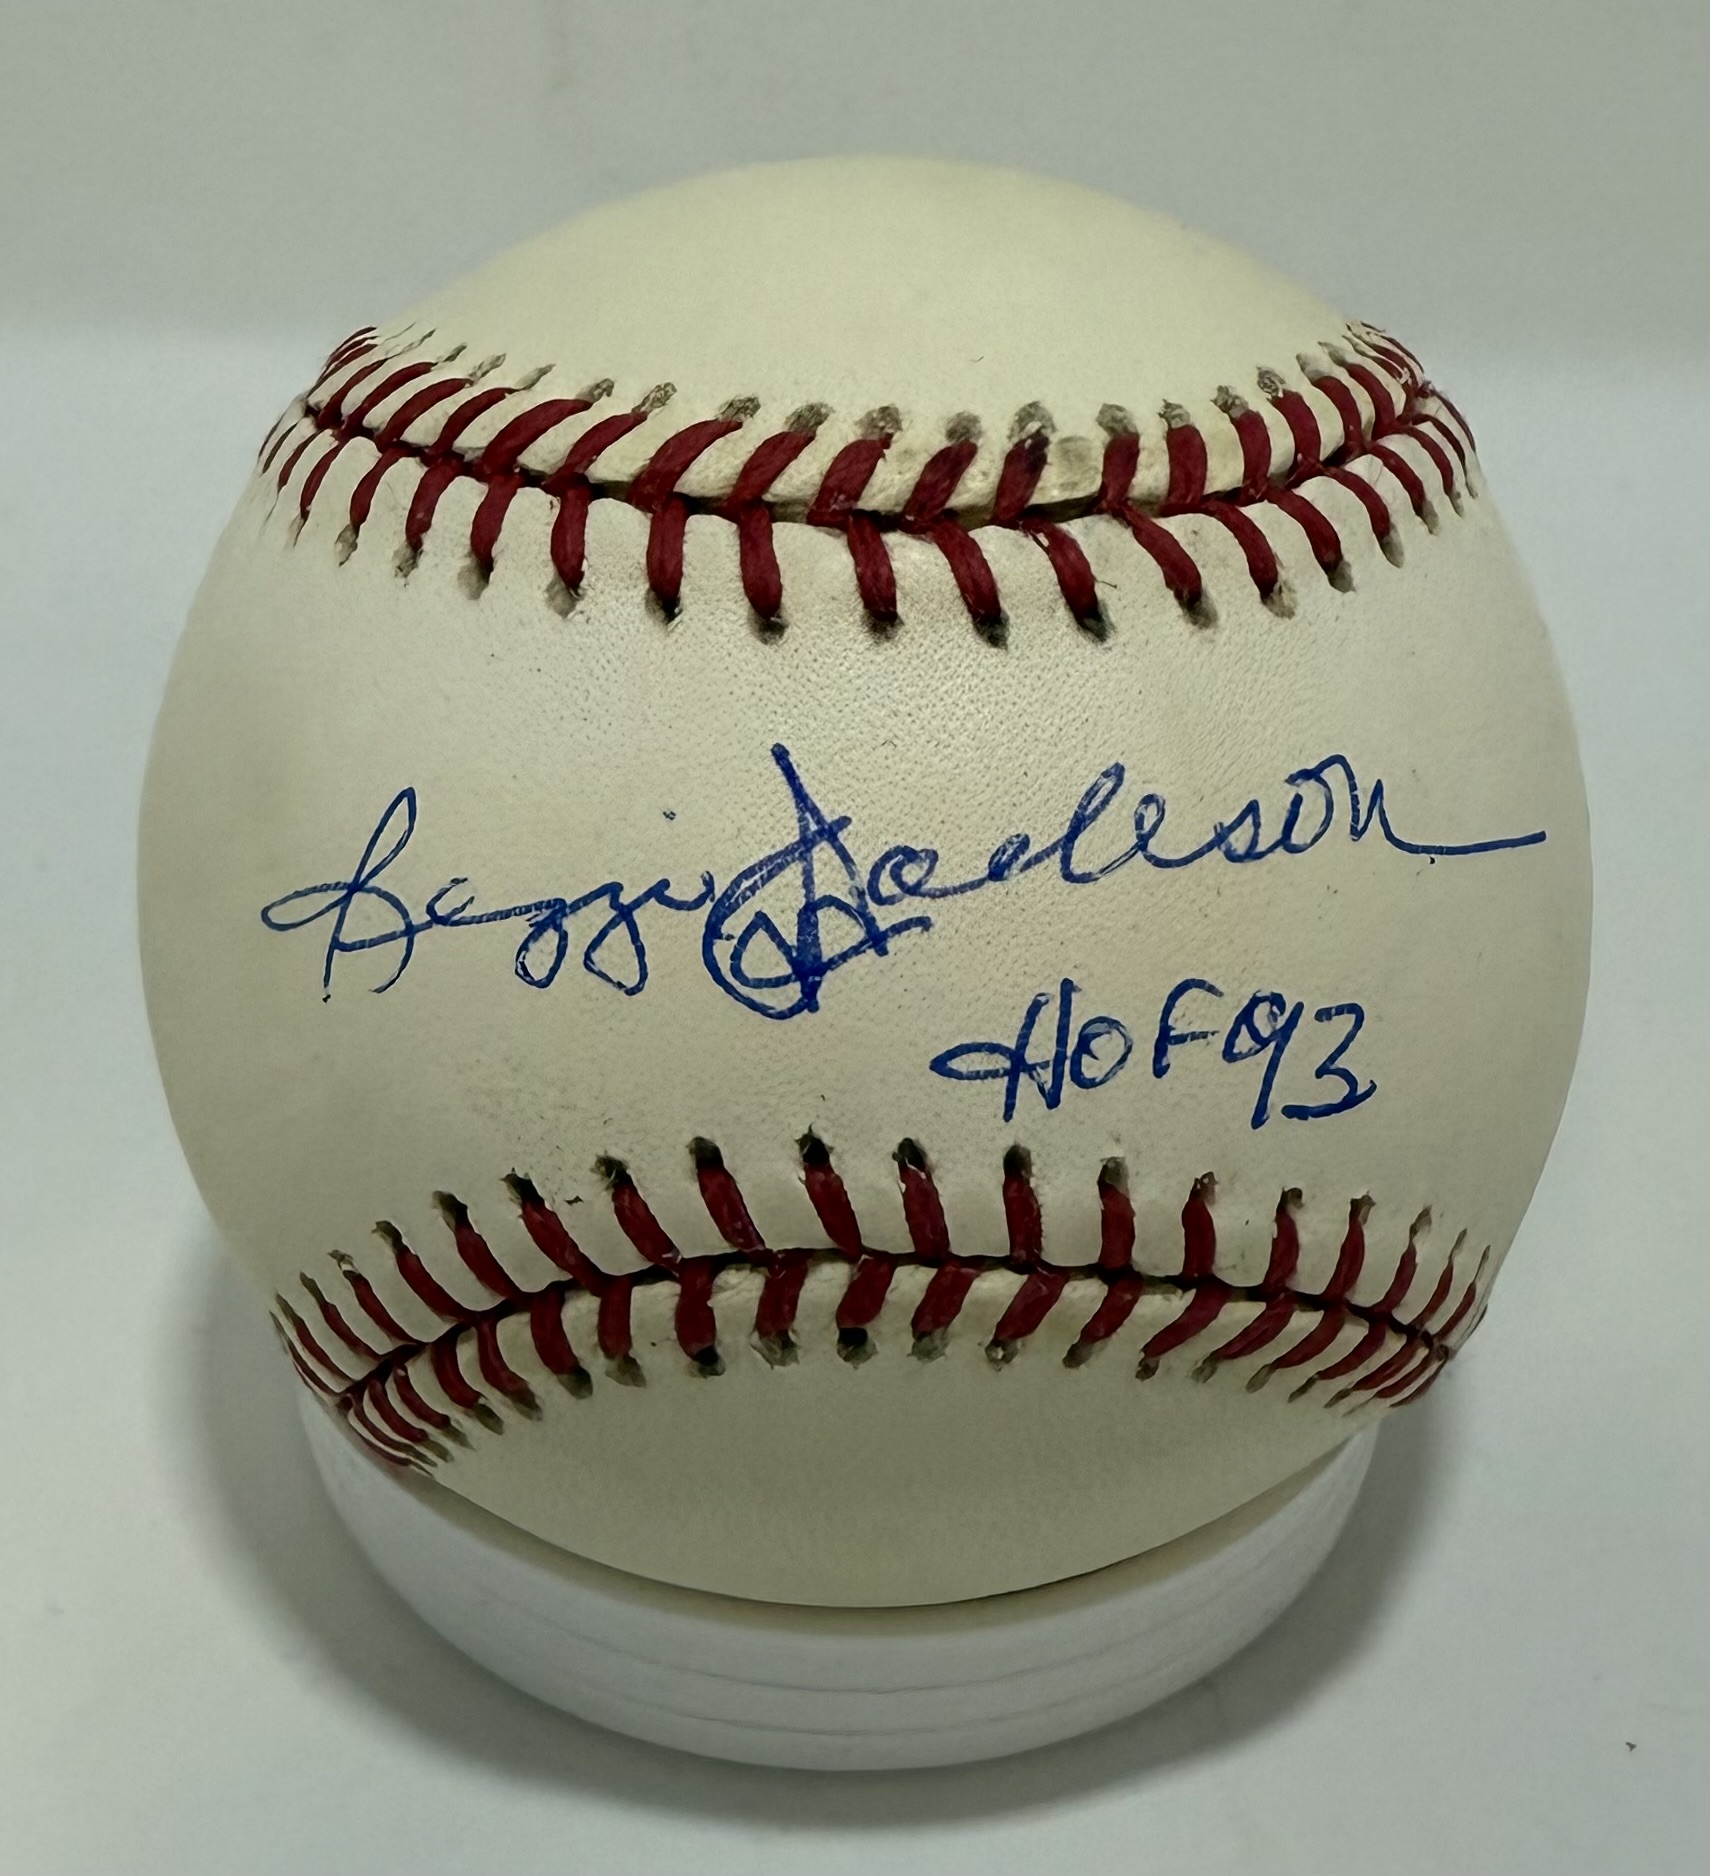 Reggie Jackson
HOF 93